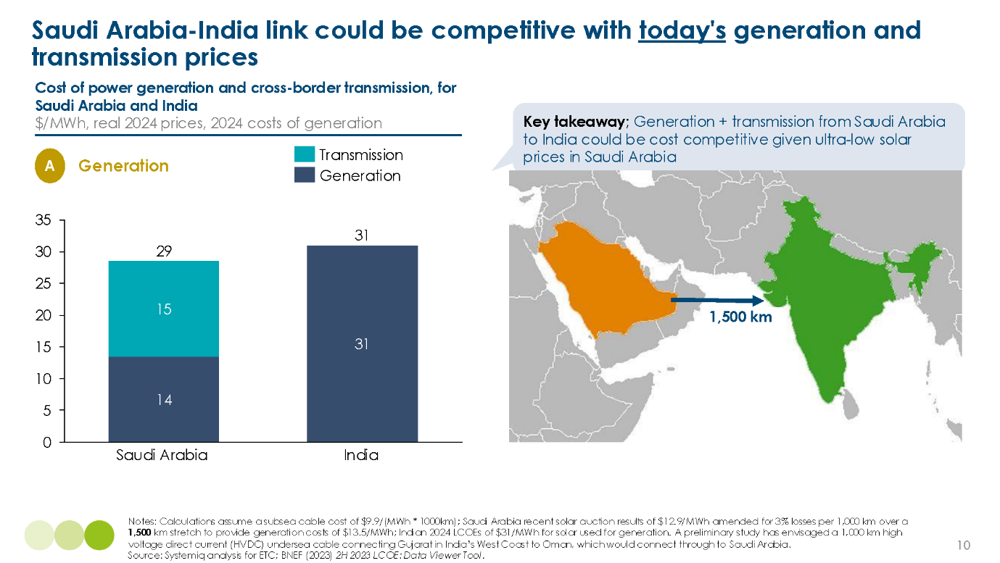 Saudi Arabia-India link could be competitive with today's generation and
transmission prices
Cost of power generation and cross-border transmission, for
Saudi Arabia and India
$/MWh, real 2024 prices, 2024 costs of generation
Key takeaway; Generation + transmission from Saudi Arabia
to India could be cost competitive given ultra-low solar
prices in Saudi Arabia
A Generation
Transmission
Generation
35
30
25
20
15
10
5
0
29
15
14
31
31
Saudi Arabia
India
1,500 km
Notes: Calculations assume a subsea cable cost of $9.9/(MWh * 1000km); Saudi Arabia recent solar auction results of $12.9/MWh amended for 3% losses per 1,000 km over a
1,500 km stretch to provide generation costs of $13.5/MWh; Indian 2024 LCOEs of $31/MWh for solar used for generation. A preliminary study has envisaged a 1,000 km high
voltage direct current (HVDC) undersea cable connecting Gujarat in India's West Coast to Oman, which would connect through to Saudi Arabia.
Source: Systemiq analysis for ETC; BNEF (2023) 2H 2023 LCOE: Data Viewer Tool.
10